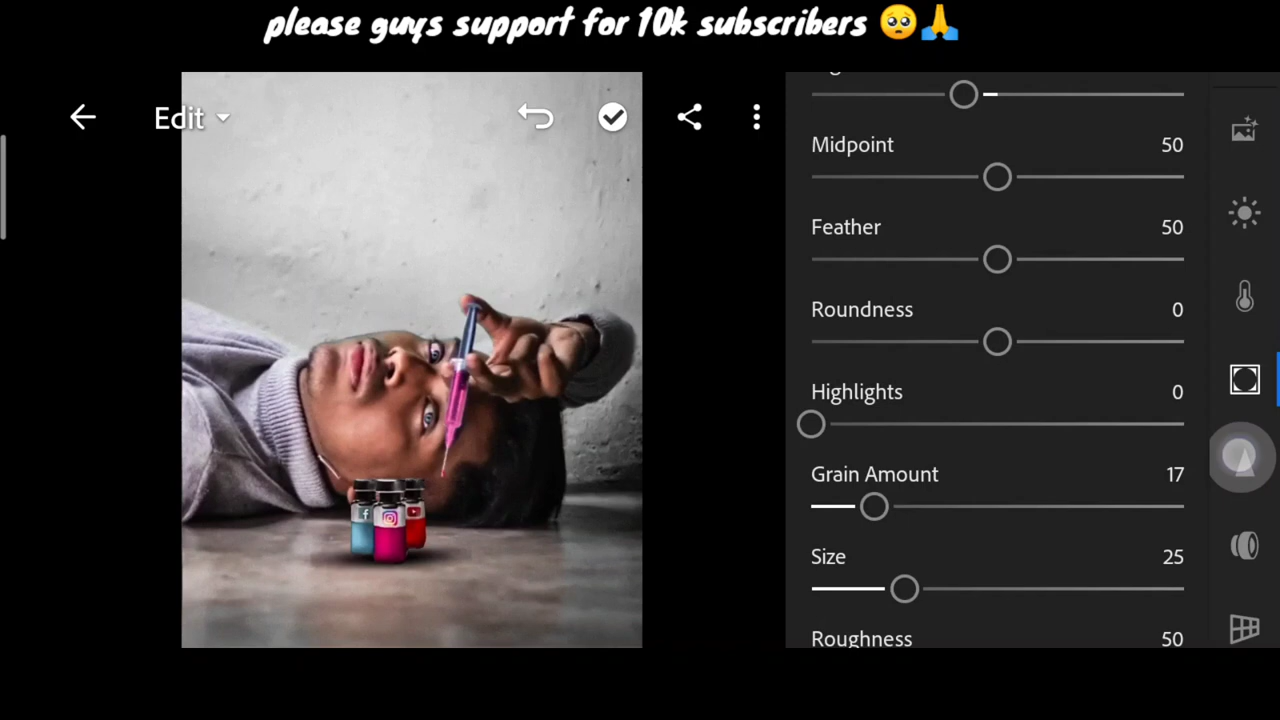 please guys support for 10k subscribers 🥺🙏
Edit
Midpoint 50
Feather 50
Roundness 0
Highlights 0
Grain Amount 17
Size 25
Roughness 50